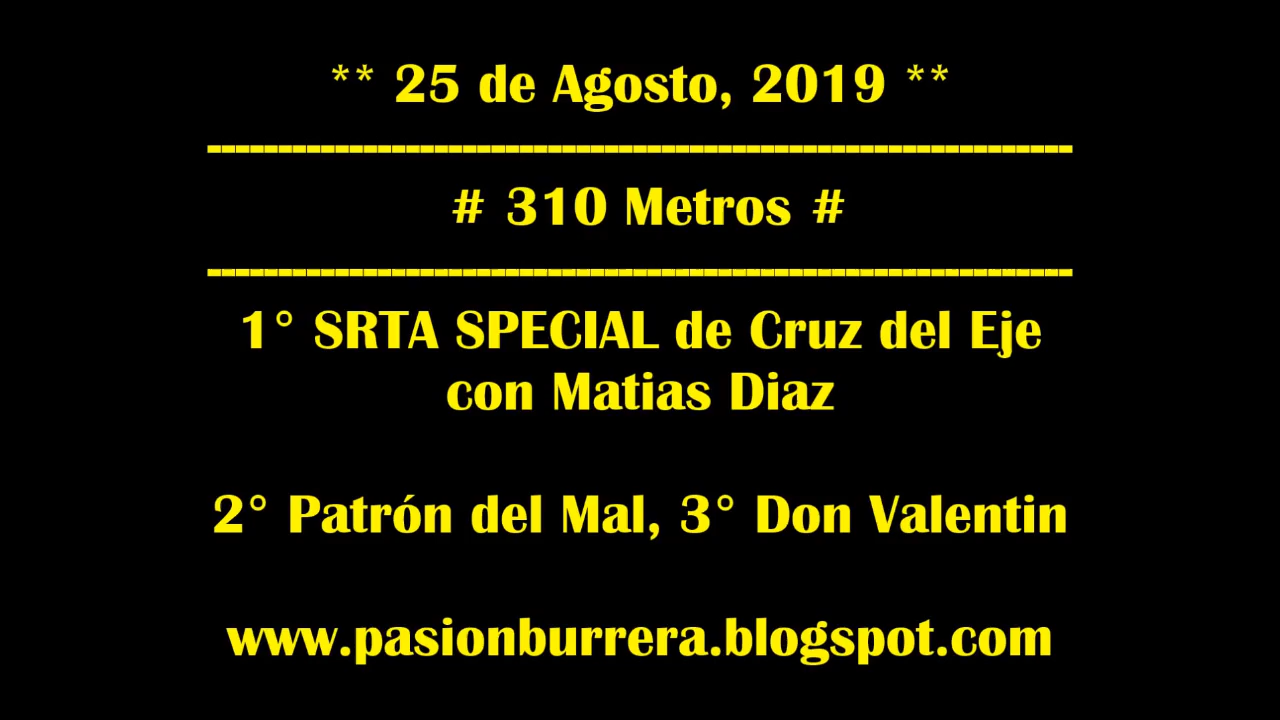 ** 25 de Agosto, 2019 **
-------------------------------------------------------------
# 310 Metros #
-------------------------------------------------------------
1° SRTA SPECIAL de Cruz del Eje
con Matias Diaz
2° Patrón del Mal, 3° Don Valentin
www.pasionburrera.blogspot.com